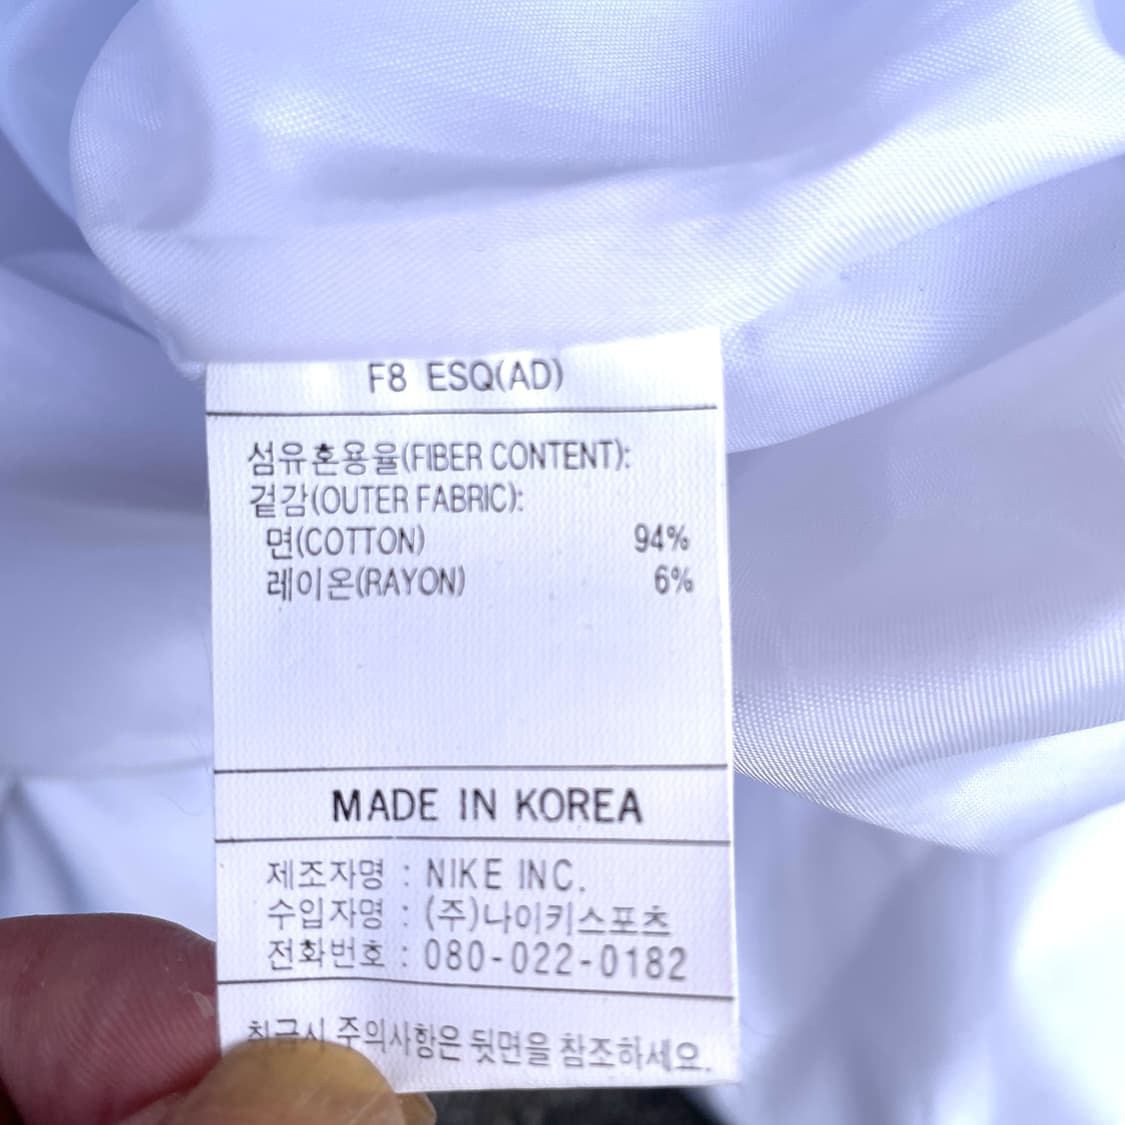 F8 ESQ(AD)
섬유혼용율(FIBER CONTENT):
겉감(OUTER FABRIC):
면(COTTON) 94%
레이온(RAYON) 6%
MADE IN KOREA
제조자명 : NIKE INC.
수입자명 : (주)나이키스포츠
전화번호 : 080-022-0182
취급시 주의사항은 뒷면을 참조하세요.